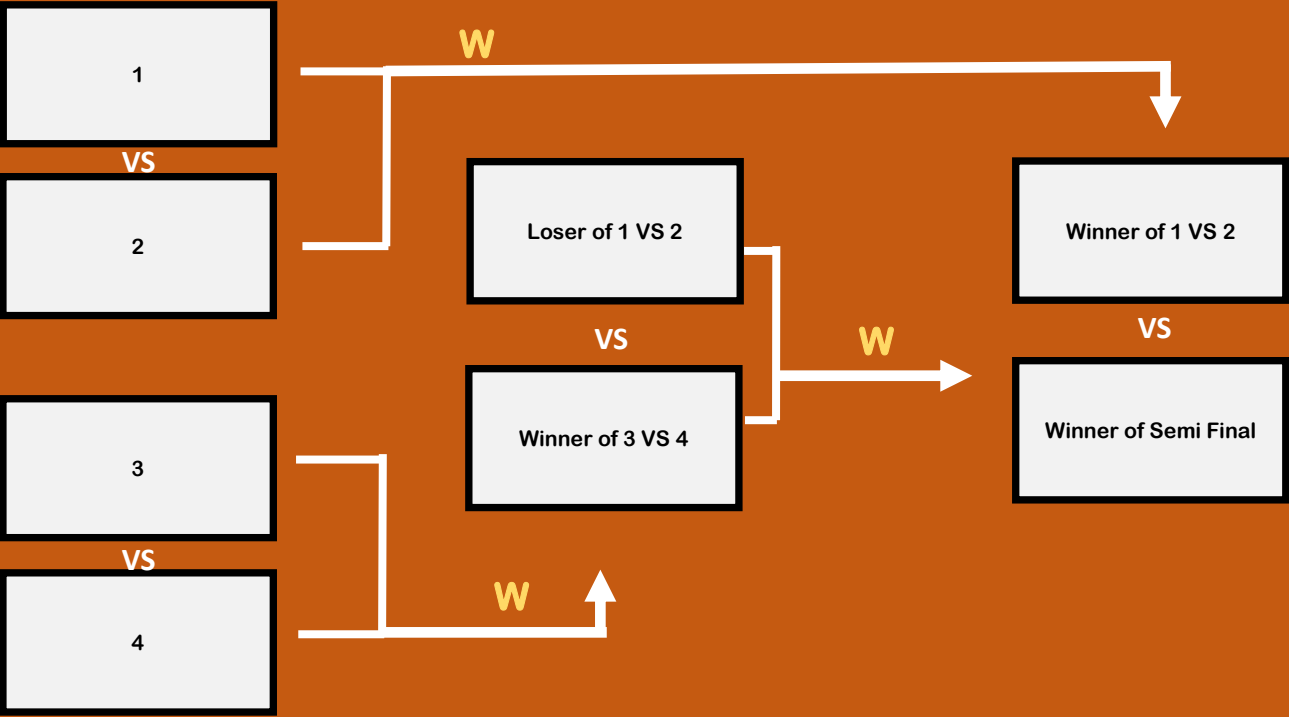 1
VS
2
W
3
VS
4
W
Loser of 1 VS 2
VS
Winner of 3 VS 4
W
Winner of 1 VS 2
VS
Winner of Semi Final